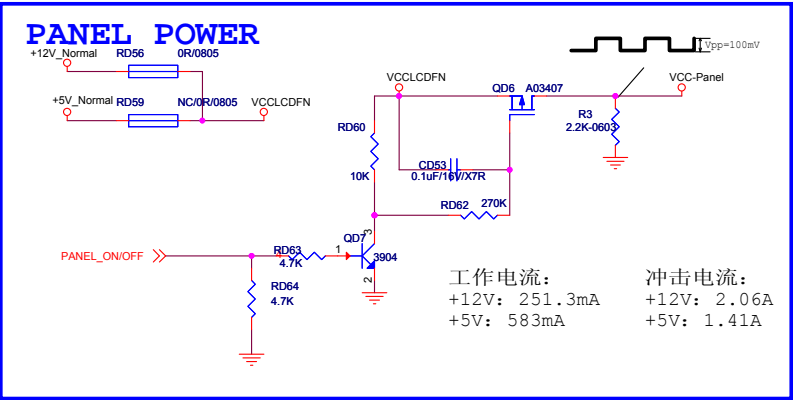 PANEL POWER
+12V_Normal
RD56
0R/0805
Vpp=100mV
VCCLCDFN
QD6
A03407
VCC-Panel
+5V_Normal
RD59
NC/0R/0805
VCCLCDFN
R3
2.2K-0603
RD60
10K
CD53
0.1uF/16V/X7R
RD62
270K
3
QD7
3904
1
2
PANEL_ON/OFF
RD63
4.7K
RD64
4.7K
工作电流:
+12V: 251.3mA
+5V: 583mA
冲击电流:
+12V: 2.06A
+5V: 1.41A